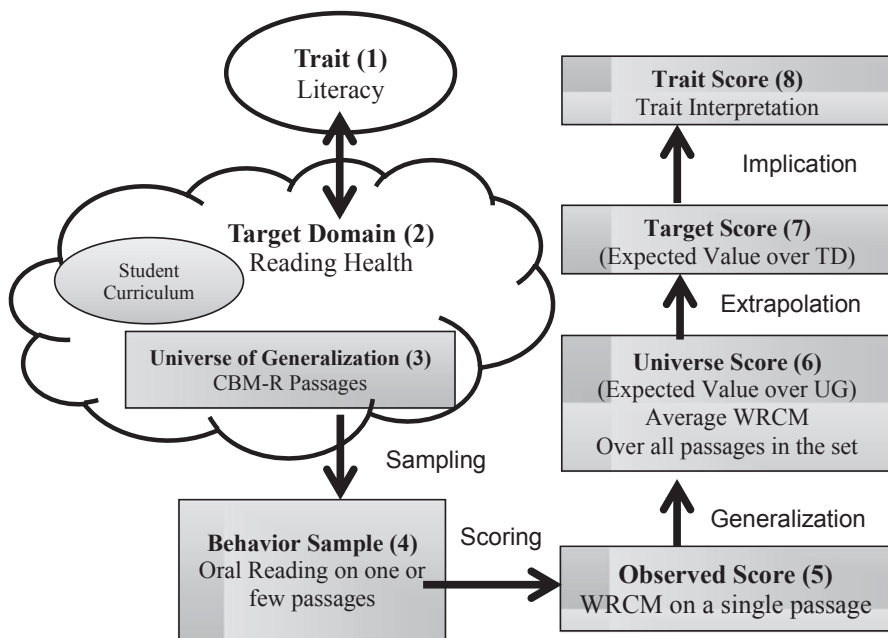 Trait (1)
Literacy
Target Domain (2)
Reading Health
Student
Curriculum
Universe of Generalization (3)
CBM-R Passages
Sampling
Behavior Sample (4)
Oral Reading on one or
few passages
Scoring
Observed Score (5)
WRCM on a single passage
Generalization
Universe Score (6)
(Expected Value over UG)
Average WRCM
Over all passages in the set
Extrapolation
Target Score (7)
(Expected Value over TD)
Implication
Trait Score (8)
Trait Interpretation